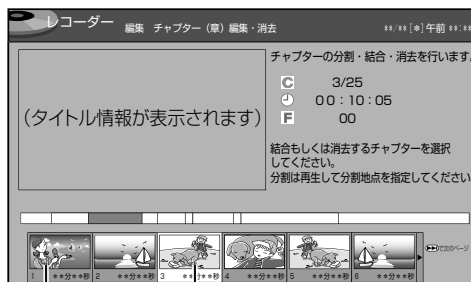 レコーダー 編集 チャプター(章)編集・消去 **/**[*]午前**:**
チャプターの分割・結合・消去を行います。
C 3/25
00:10:05
F 00
(タイトル情報が表示されます)
結合もしくは消去するチャプターを選択
してください。
分割は再生して分割地点を指定してください
で次のページ
1 **分**秒 2 **分**秒 3 **分**秒 4 **分**秒 5 **分**秒 6 **分**秒